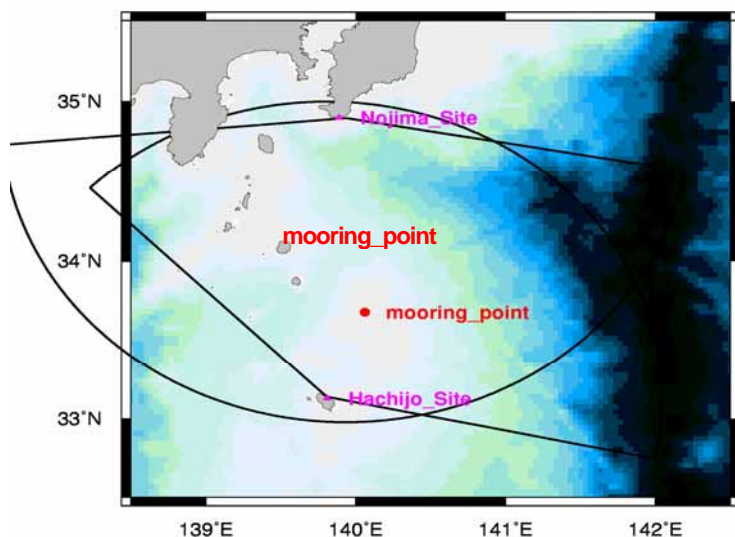 35°N
Nojima_Site
mooring_point
34°N
mooring_point
Hachijo_Site
33°N
139°E 140°E 141°E 142°E